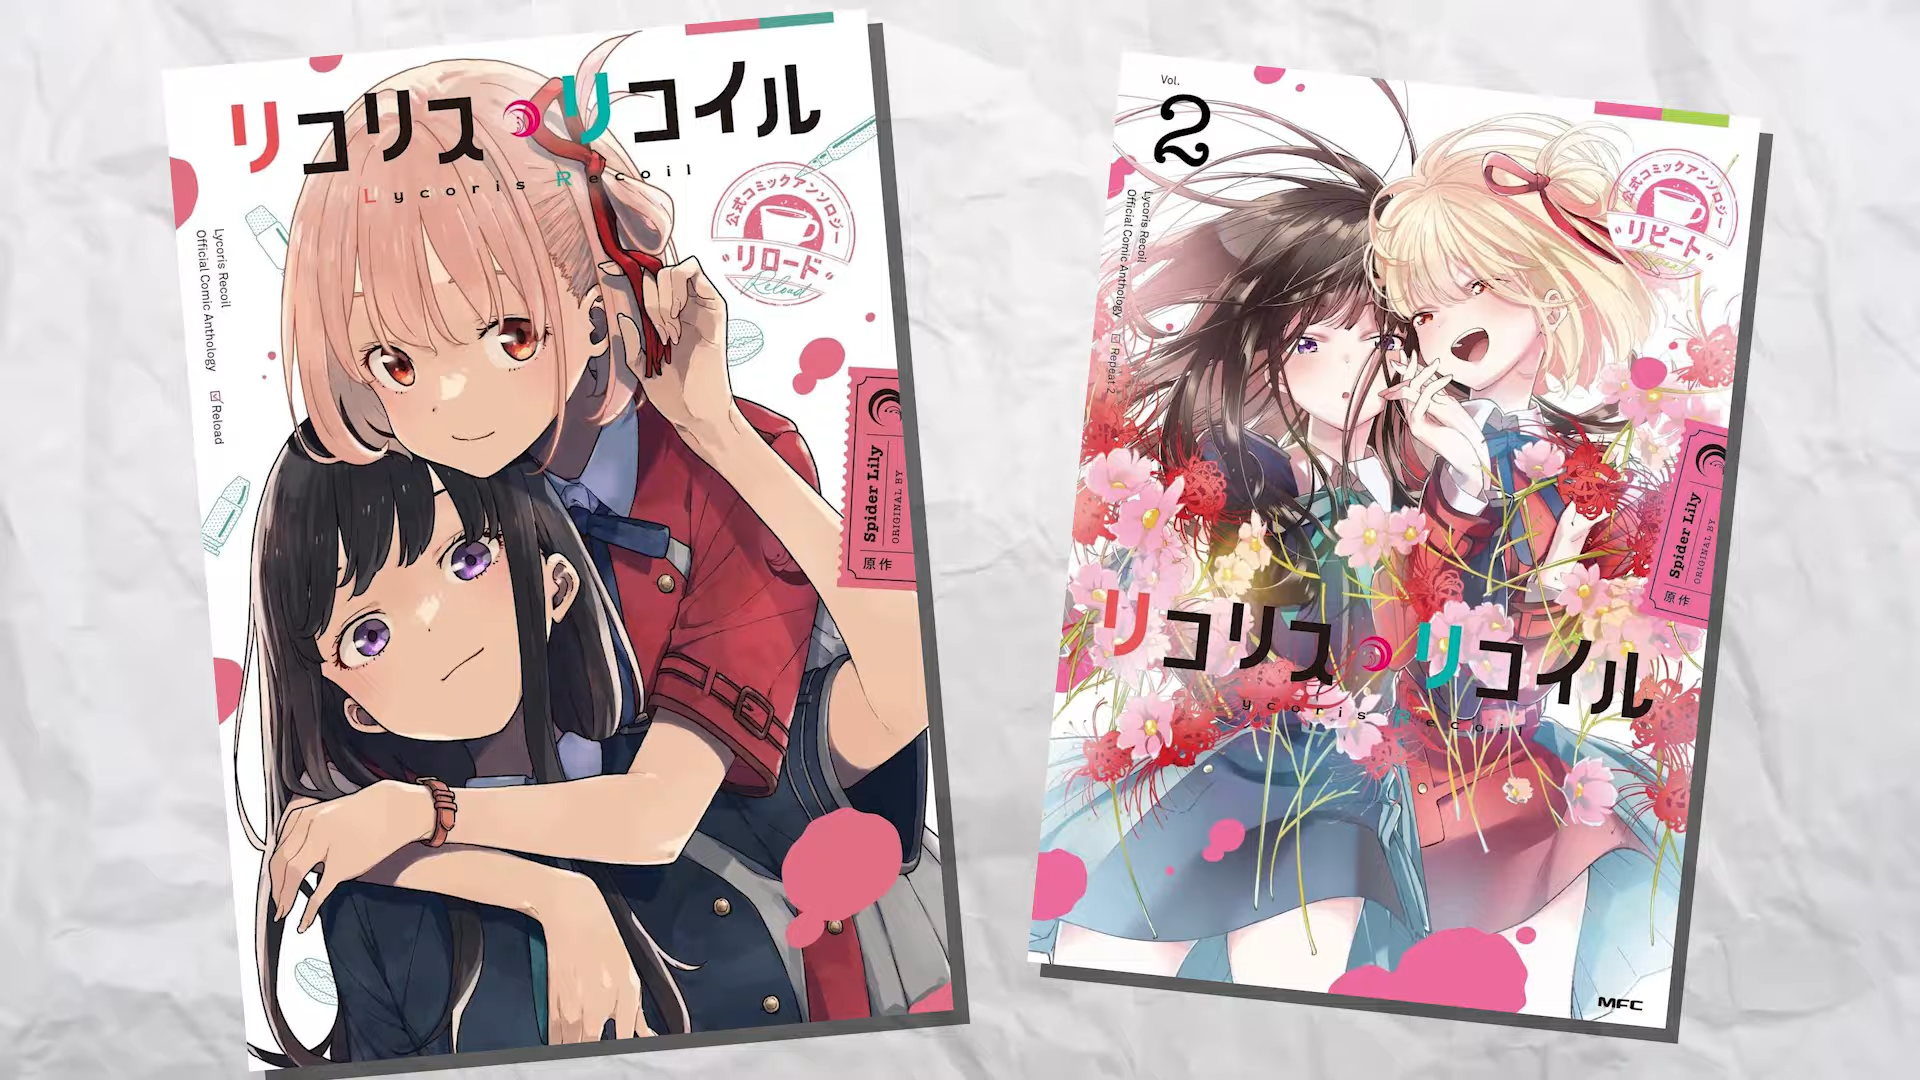 リコリス・リコイル
Lycoris Recoil
公式コミックアンソロジー
“リロード”
Reload
Lycoris Recoil
Official Comic Anthology
Reload
Spider Lily
ORIGINAL BY
原作
Vol.
2
公式コミックアンソロジー
“リピート”
Lycoris Recoil
Official Comic Anthology
Repeat 2
Spider Lily
ORIGINAL BY
原作
リコリス・リコイル
Lycoris Recoil
MFC